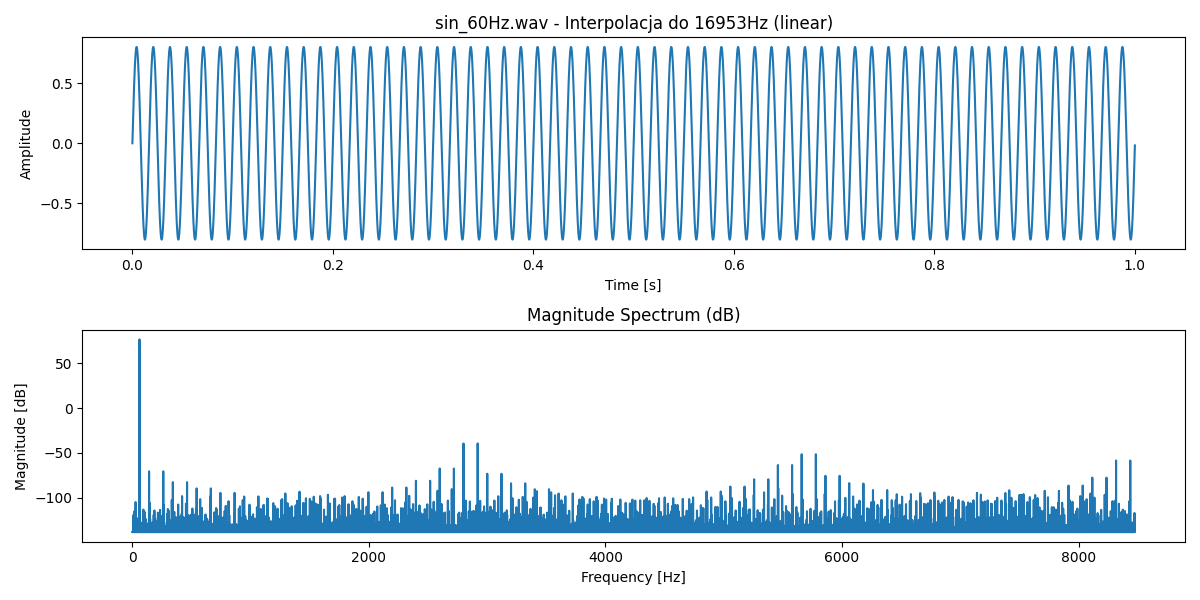 sin_60Hz.wav - Interpolacja do 16953Hz (linear)
Amplitude
0.5
0.0
−0.5
0.0 0.2 0.4 0.6 0.8 1.0
Time [s]
Magnitude Spectrum (dB)
Magnitude [dB]
50
0
−50
−100
0 2000 4000 6000 8000
Frequency [Hz]